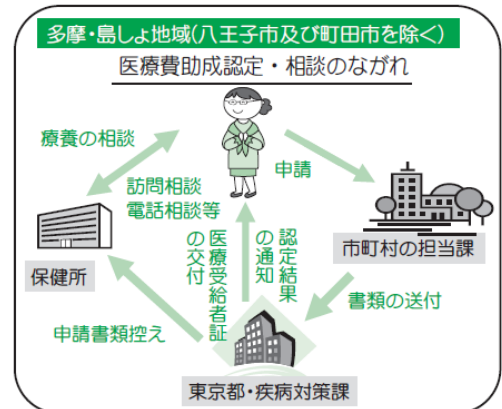 多摩・島しょ地域(八王子市及び町田市を除く)
医療費助成認定・相談のながれ
療養の相談
申請
訪問相談
電話相談等
保健所
市町村の担当課
医療受給者証
の交付
認定結果
の通知
書類の送付
申請書類控え
東京都・疾病対策課